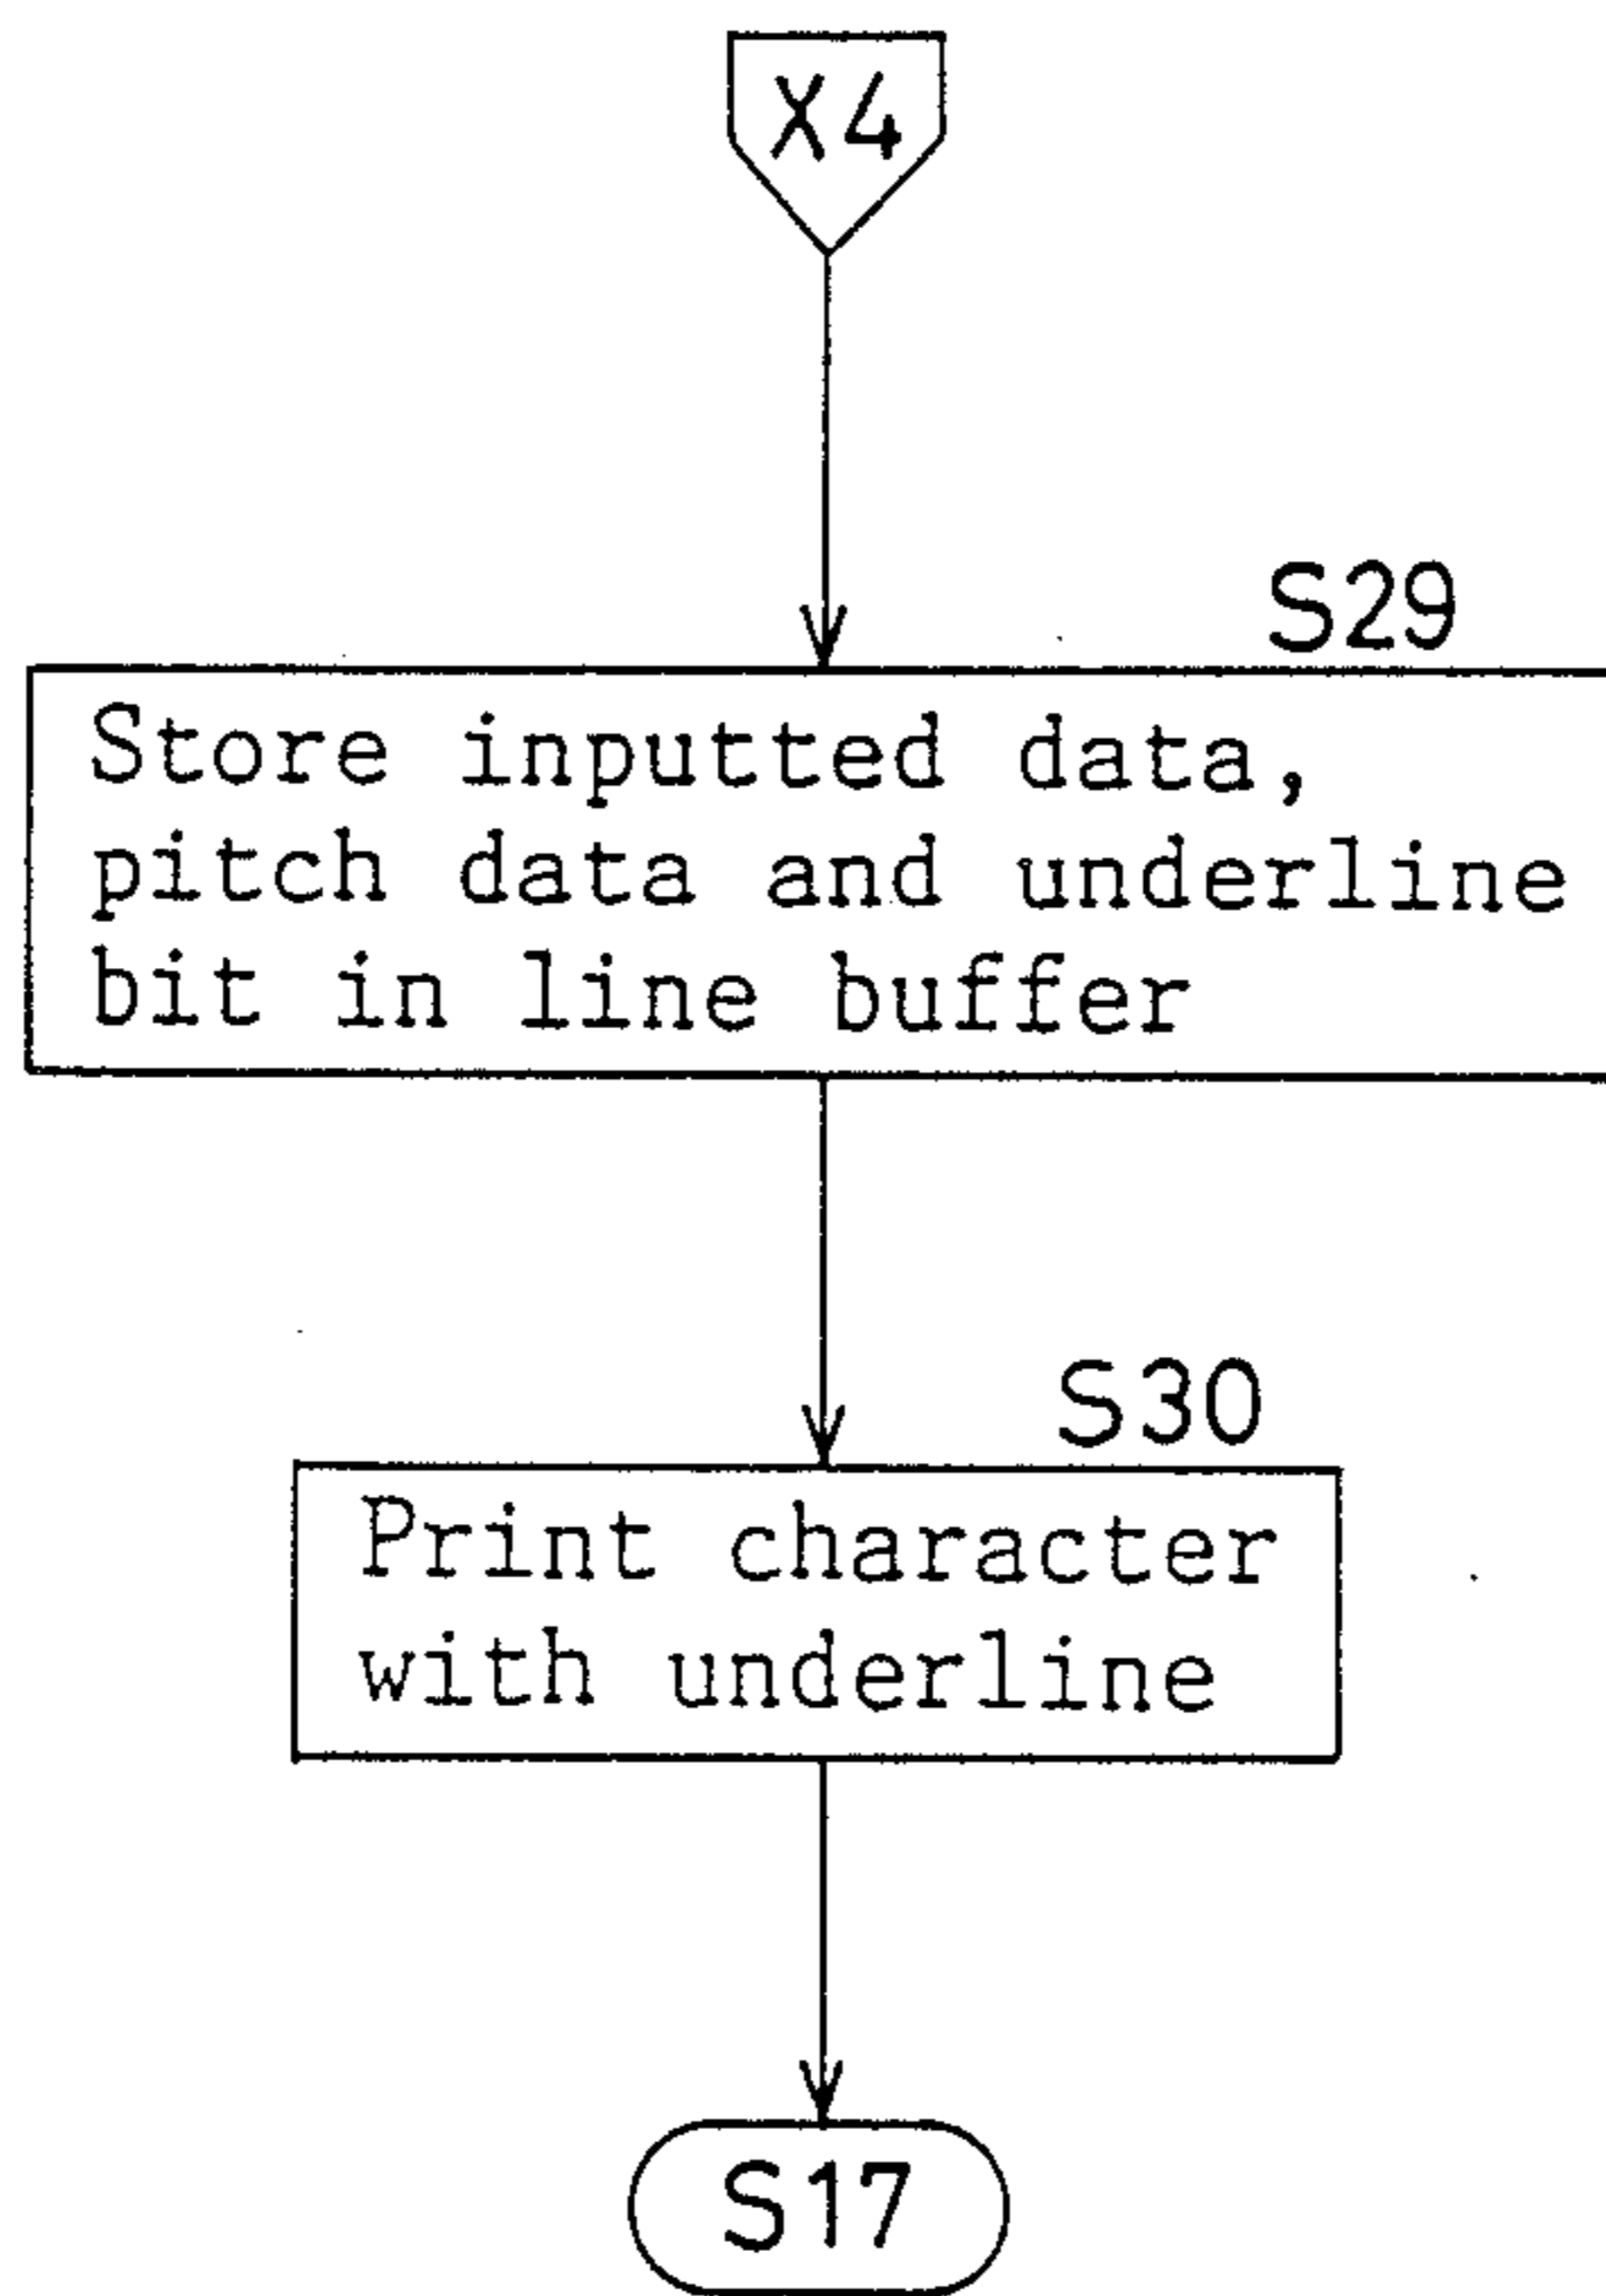 X4
S29
Store inputted data,
pitch data and underline
bit in line buffer
S30
Print character
with underline
S17